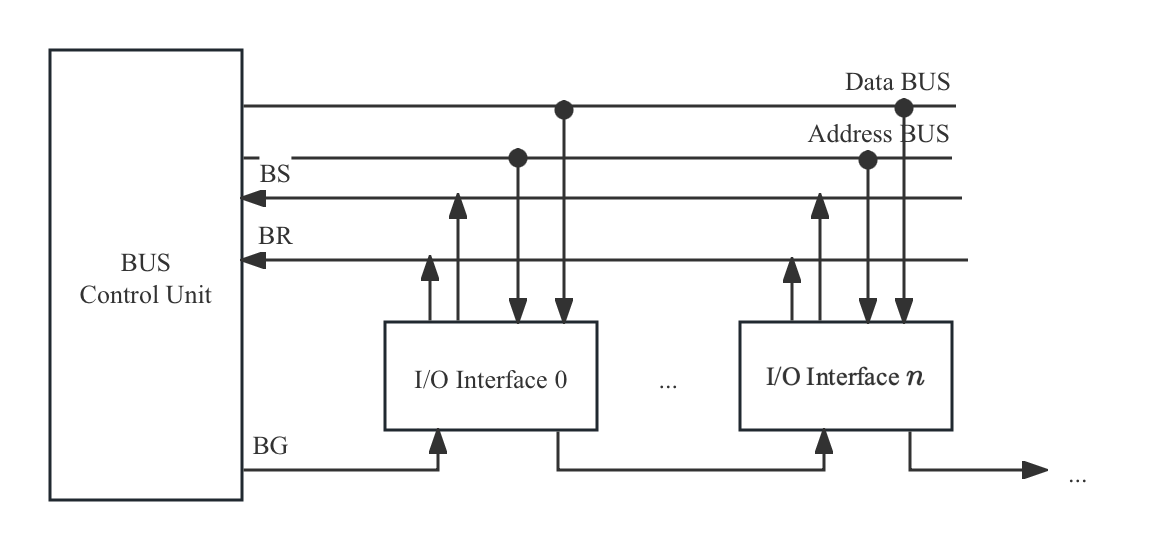 Data BUS
Address BUS
BS
BR
BUS
Control Unit
I/O Interface 0
...
I/O Interface n
BG
...